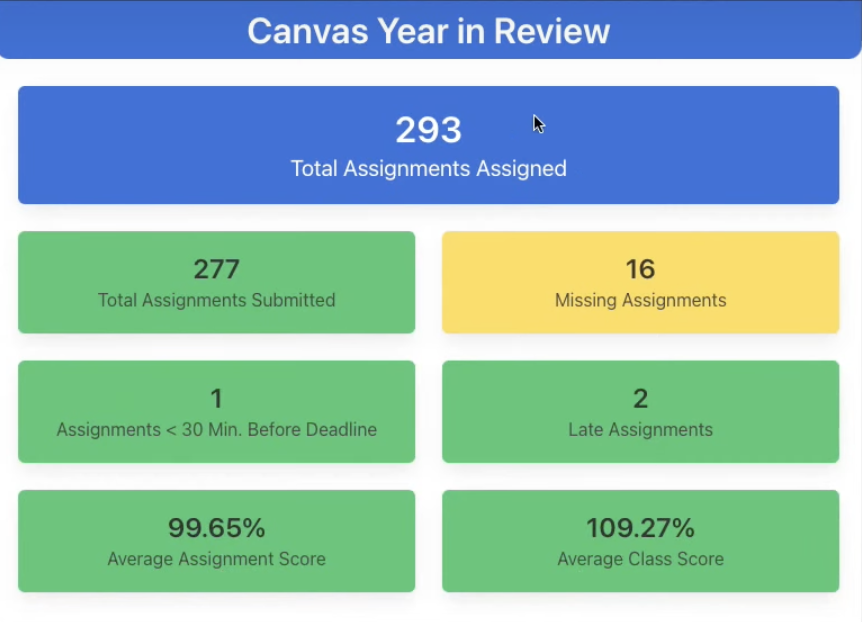 Canvas Year in Review
293
Total Assignments Assigned
277
Total Assignments Submitted
16
Missing Assignments
1
Assignments < 30 Min. Before Deadline
2
Late Assignments
99.65%
Average Assignment Score
109.27%
Average Class Score